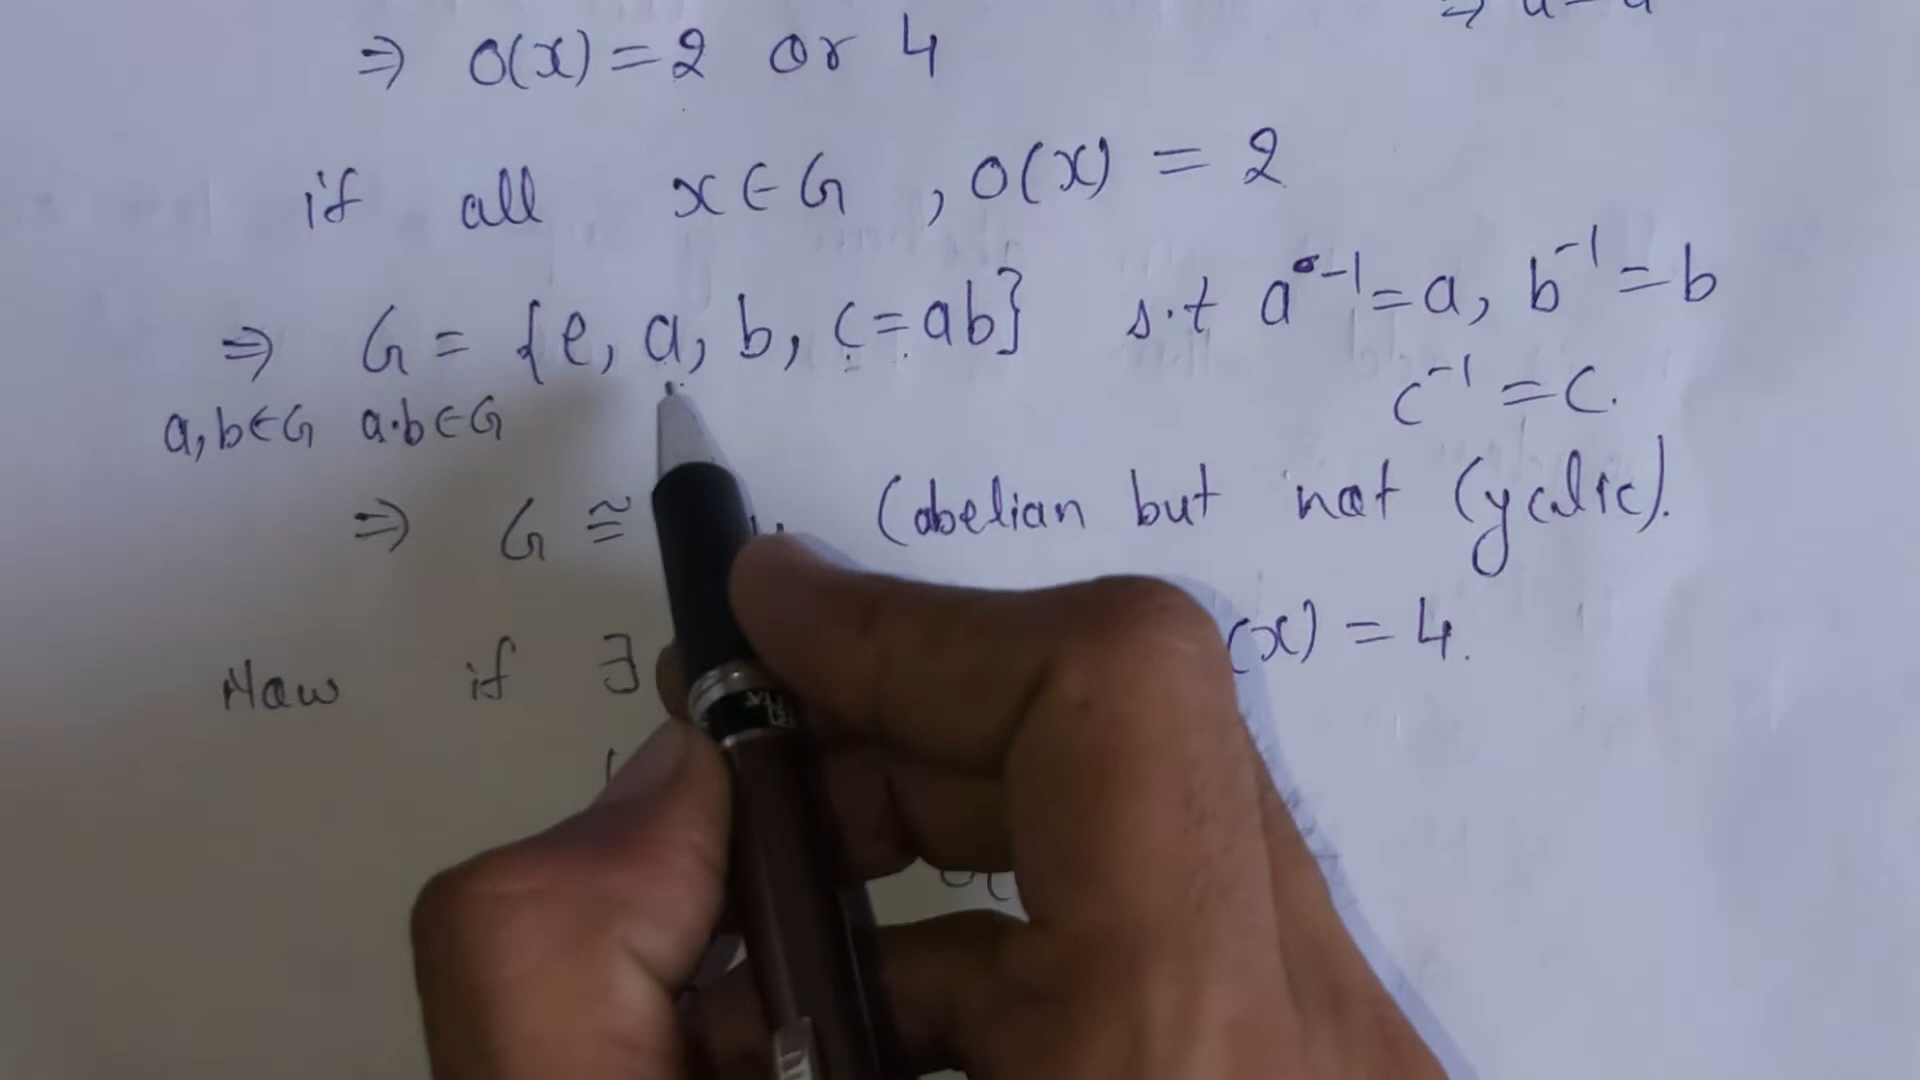 ⇒ O(x) = 2 or 4
if all x ∈ G , O(x) = 2
⇒ G = {e, a, b, c = ab} s.t a⁻¹ = a, b⁻¹ = b
c⁻¹ = c.
a, b ∈ G a·b ∈ G
⇒ G ≅ (abelian but not cyclic).
Now if ∃ (x) = 4.